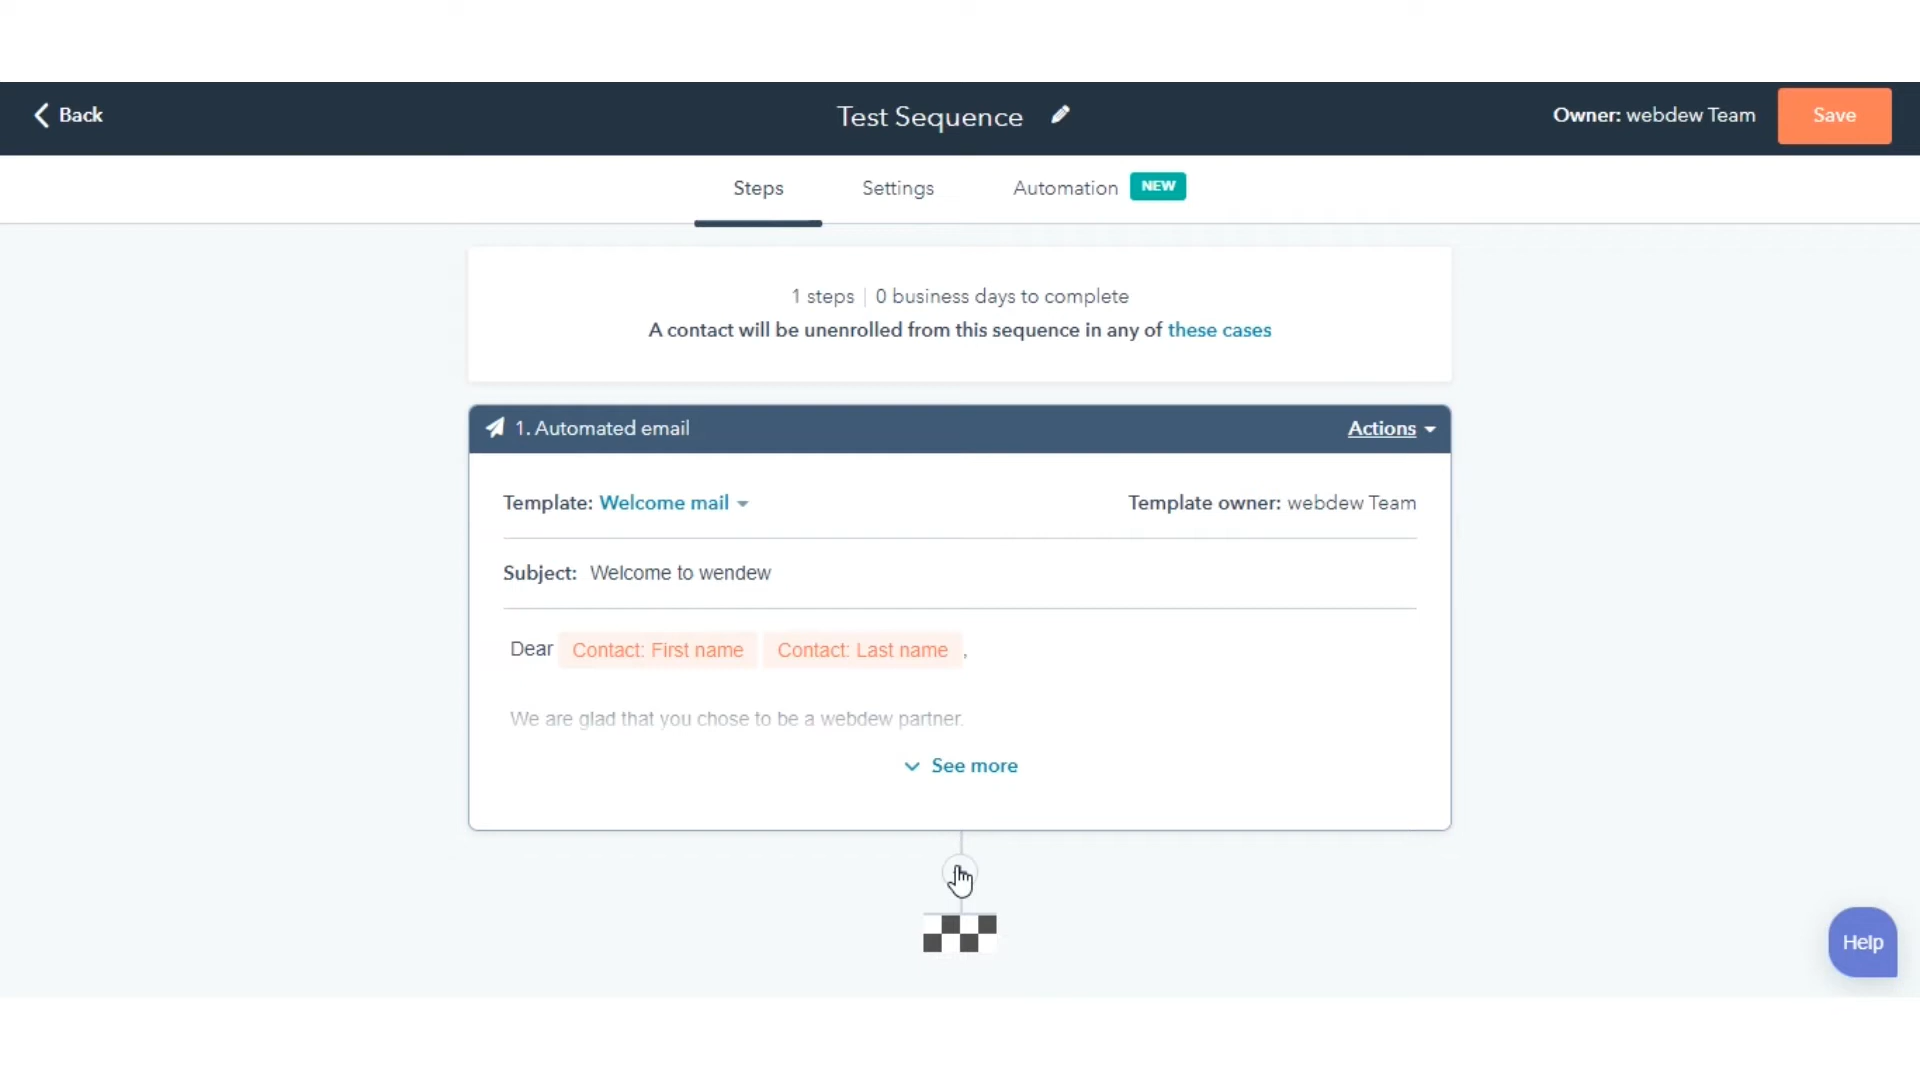 Back
Test Sequence
Owner: webdew Team
Save
Steps
Settings
Automation NEW
1 steps | 0 business days to complete
A contact will be unenrolled from this sequence in any of these cases
1. Automated email
Actions
Template: Welcome mail
Template owner: webdew Team
Subject: Welcome to wendew
Dear Contact: First name Contact: Last name ,
We are glad that you chose to be a webdew partner.
See more
Help